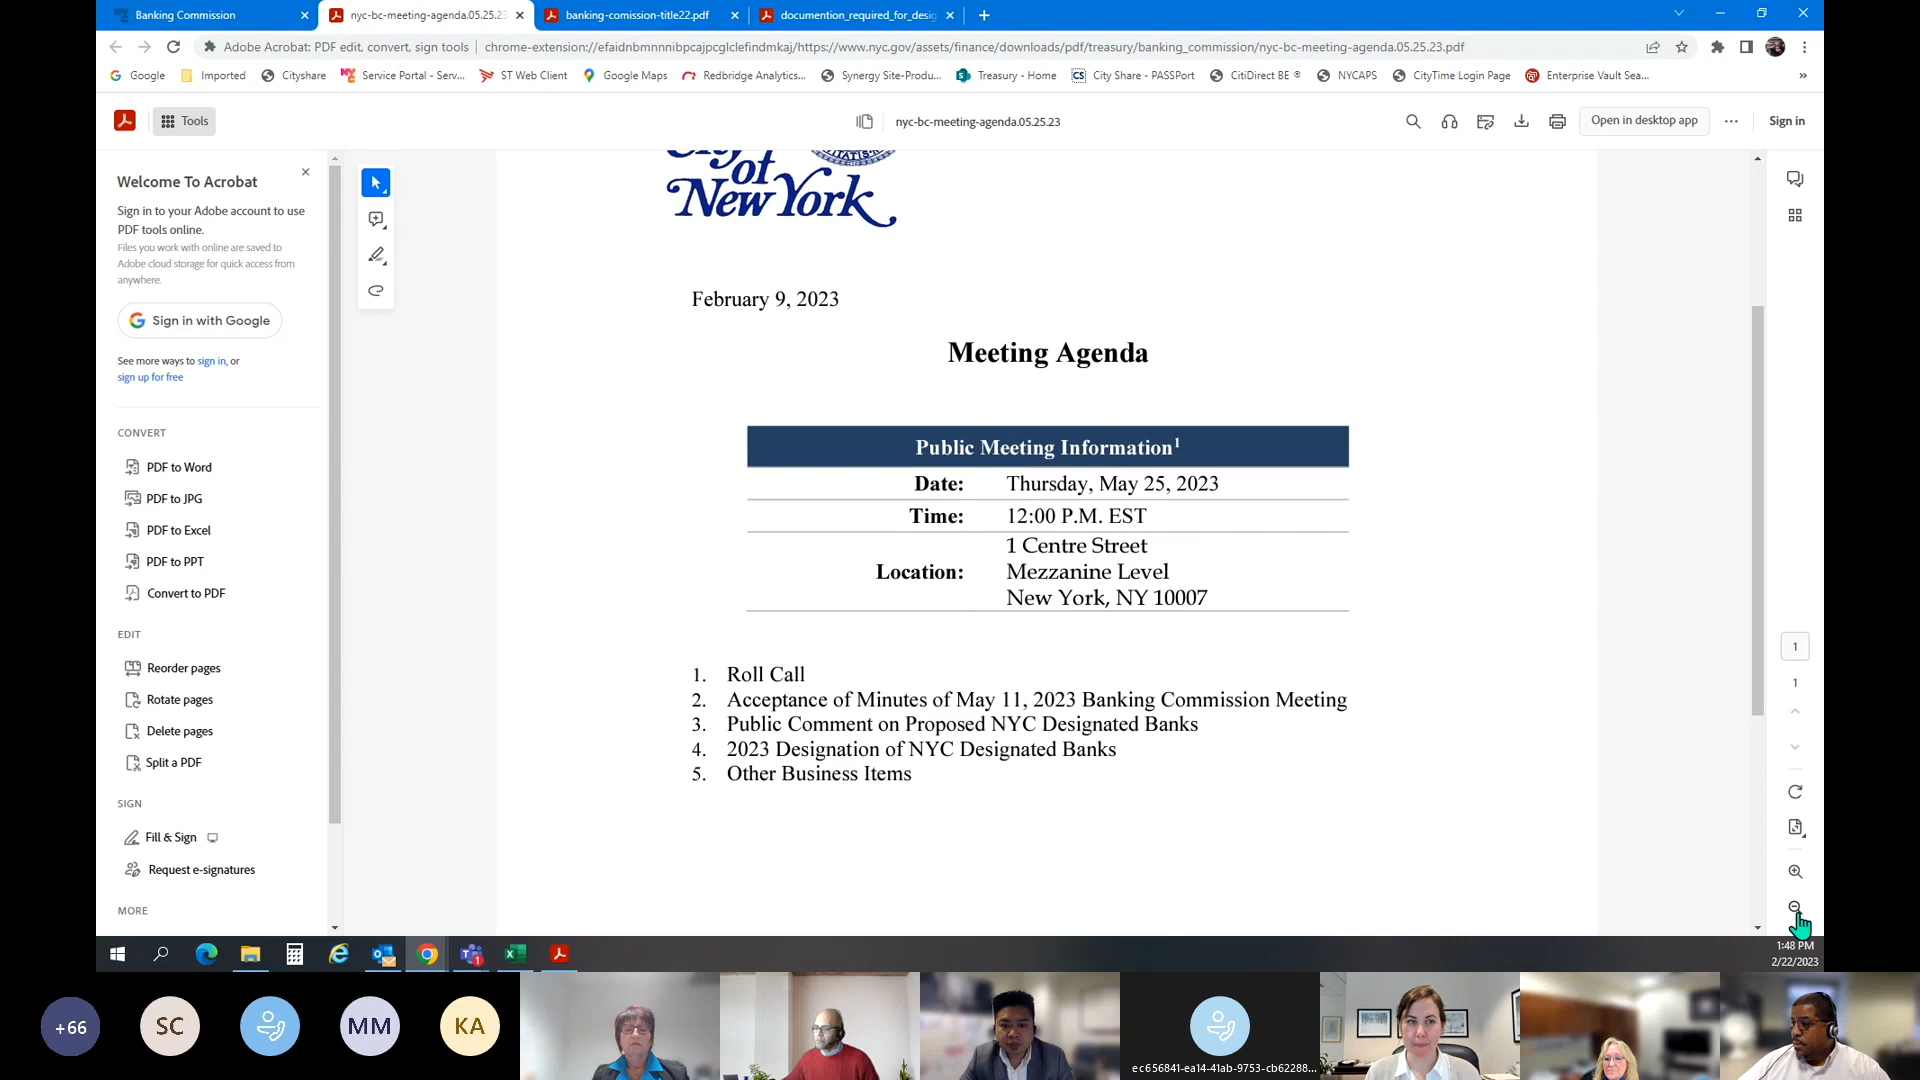 Banking Commission
nyc-bc-meeting-agenda.05.25.23
banking-comission-title22.pdf
documention_required_for_desig
Adobe Acrobat: PDF edit, convert, sign tools
chrome-extension://efaidnbmnnnibpcajpcglclefindmkaj/https://www.nyc.gov/assets/finance/downloads/pdf/treasury/banking_commission/nyc-bc-meeting-agenda.05.25.23.pdf
Google
Imported
Cityshare
Service Portal - Serv...
ST Web Client
Google Maps
Redbridge Analytics...
Synergy Site-Produ...
Treasury - Home
City Share - PASSPort
CitiDirect BE ®
NYCAPS
CityTime Login Page
Enterprise Vault Sea...
»
Tools
nyc-bc-meeting-agenda.05.25.23
Open in desktop app
Sign in
Welcome To Acrobat
Sign in to your Adobe account to use
PDF tools online.
Files you work with online are saved to
Adobe cloud storage for quick access from
anywhere.
Sign in with Google
See more ways to sign in, or
sign up for free
CONVERT
PDF to Word
PDF to JPG
PDF to Excel
PDF to PPT
Convert to PDF
EDIT
Reorder pages
Rotate pages
Delete pages
Split a PDF
SIGN
Fill & Sign
Request e-signatures
MORE
City
of
New York
February 9, 2023
Meeting Agenda
Public Meeting Information¹
Date: Thursday, May 25, 2023
Time: 12:00 P.M. EST
Location: 1 Centre Street
Mezzanine Level
New York, NY 10007
1. Roll Call
2. Acceptance of Minutes of May 11, 2023 Banking Commission Meeting
3. Public Comment on Proposed NYC Designated Banks
4. 2023 Designation of NYC Designated Banks
5. Other Business Items
1
1
1:48 PM
2/22/2023
+66
SC
MM
KA
ec656841-ea14-41ab-9753-cb62288...